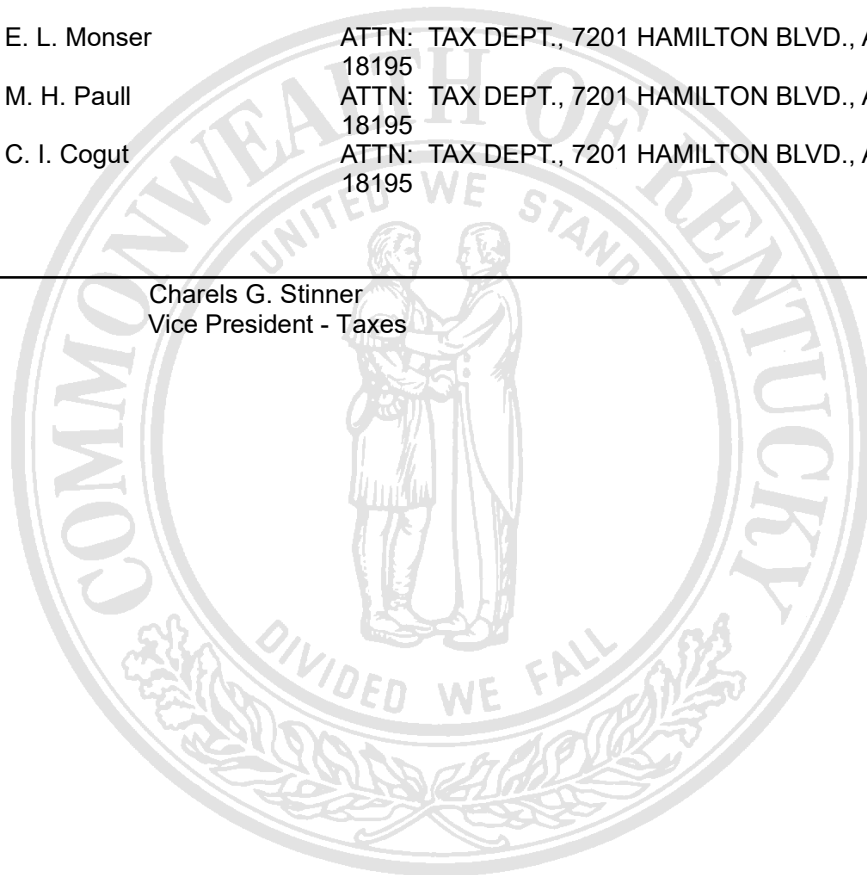 E. L. Monser ATTN: TAX DEPT., 7201 HAMILTON BLVD., A
18195
M. H. Paull ATTN: TAX DEPT., 7201 HAMILTON BLVD., A
18195
C. I. Cogut ATTN: TAX DEPT., 7201 HAMILTON BLVD., A
18195
Charels G. Stinner
Vice President - Taxes
COMMONWEALTH OF KENTUCKY
UNITED WE STAND
DIVIDED WE FALL